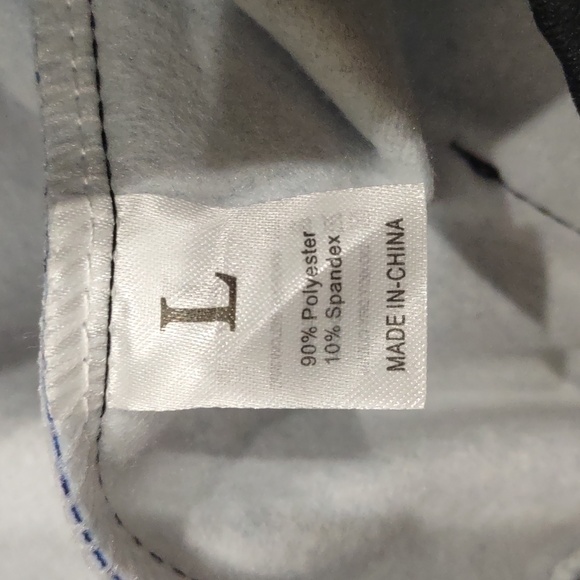 L
90% Polyester
10% Spandex
MADE IN-CHINA